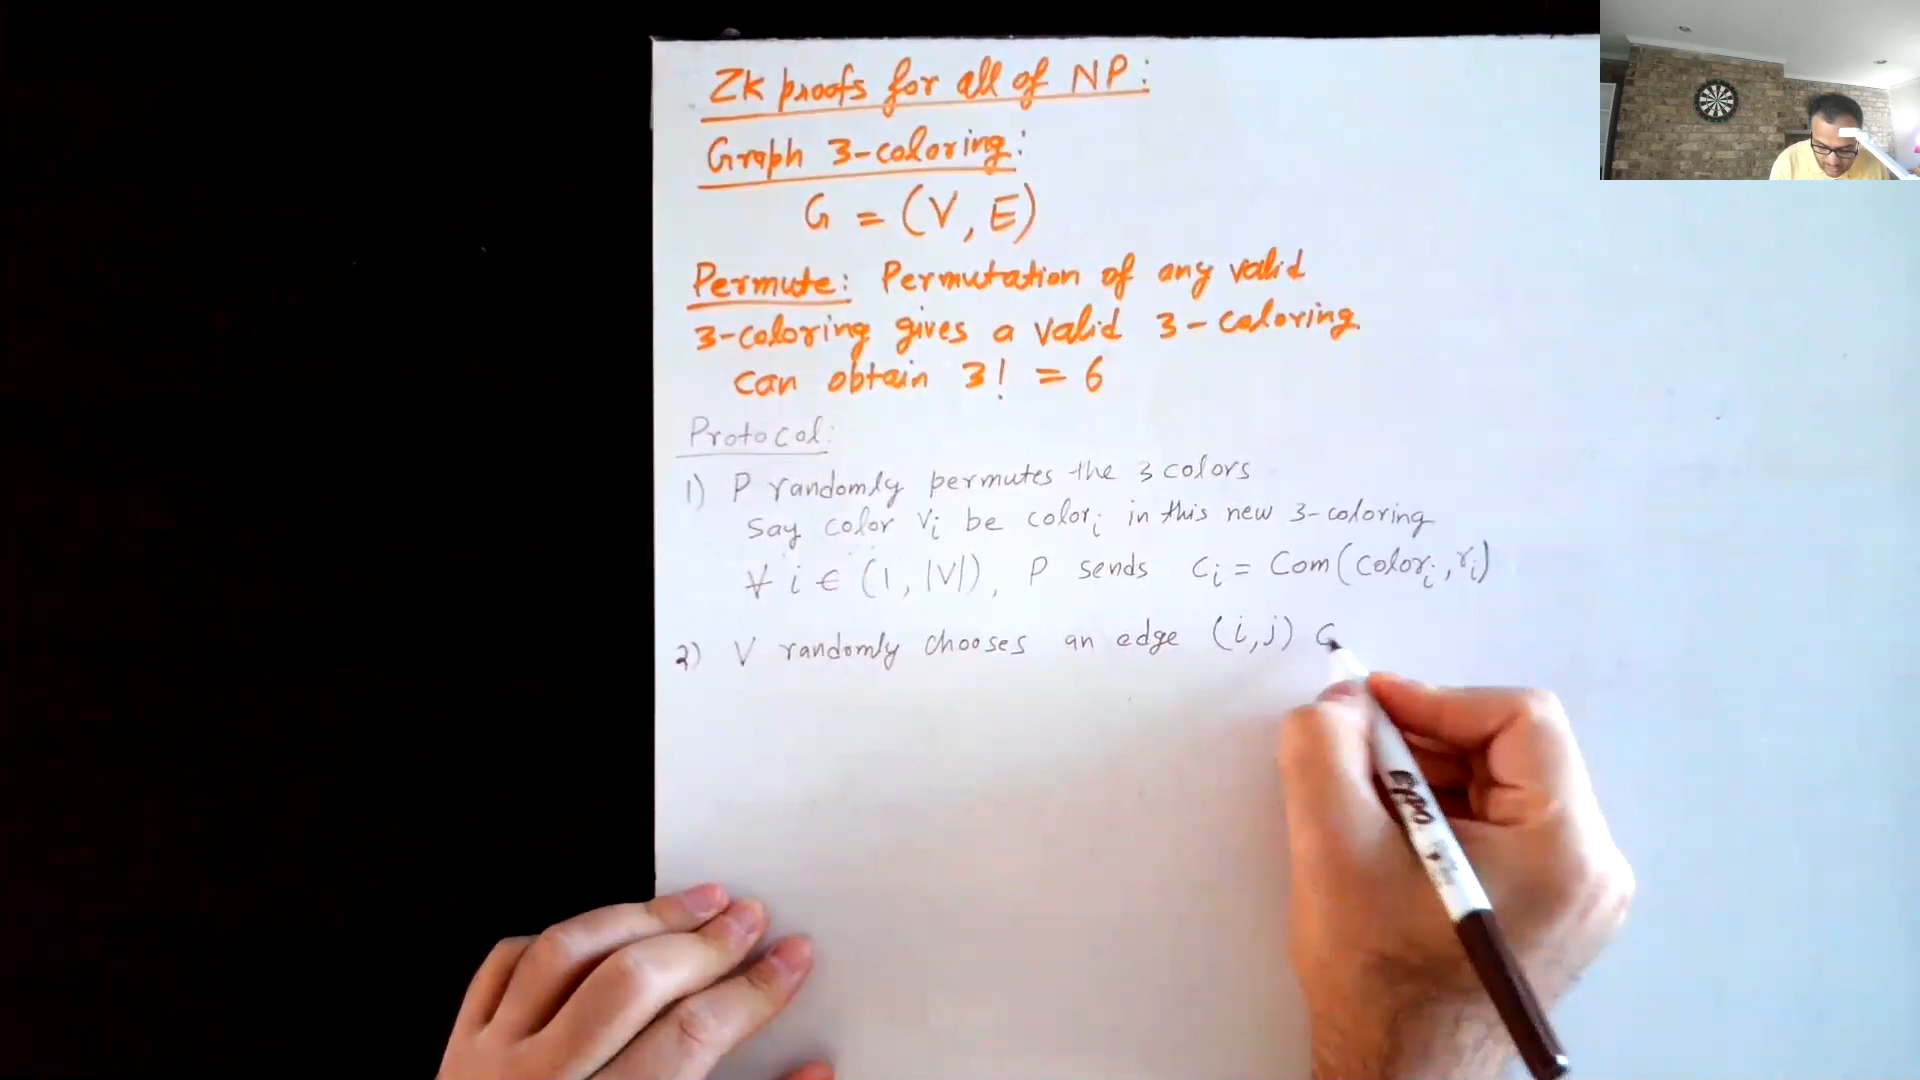 ZK proofs for all of NP:
Graph 3-coloring:
G = (V, E)
Permute: Permutation of any valid
3-coloring gives a valid 3-coloring
can obtain 3! = 6
Protocol:
1) P randomly permutes the 3 colors
Say color vᵢ be colorᵢ in this new 3-coloring
∀ i ∈ (1, |V|), P sends cᵢ = Com(colorᵢ, rᵢ)
2) V randomly chooses an edge (i, j)
EXPO